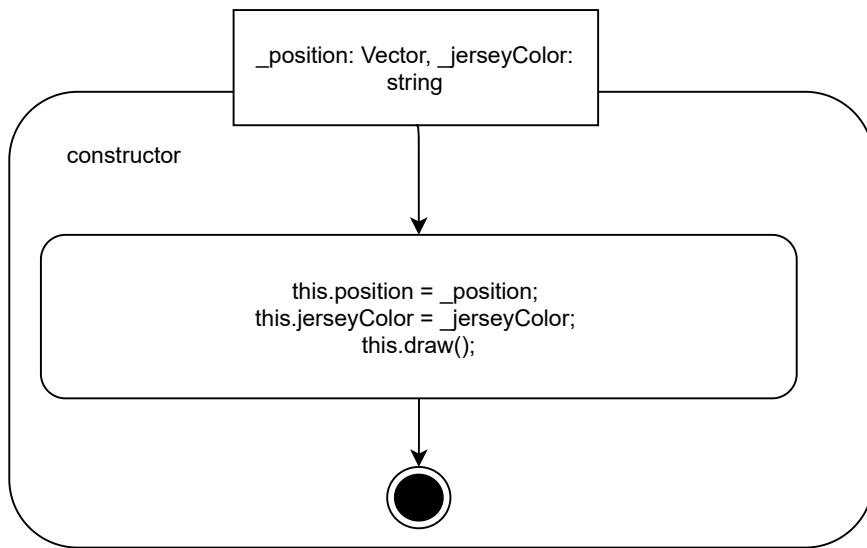 _position: Vector, _jerseyColor:
string
constructor
this.position = _position;
this.jerseyColor = _jerseyColor;
this.draw();